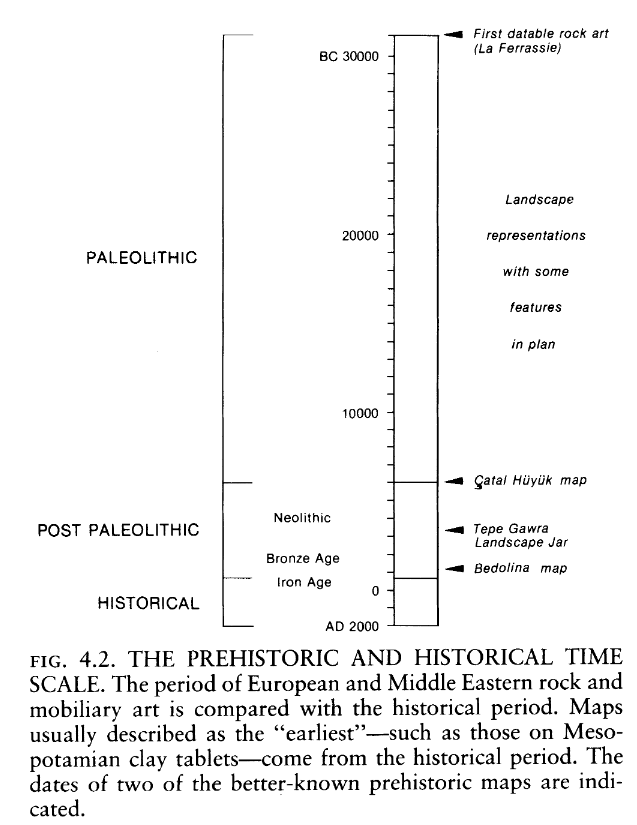 First datable rock art
(La Ferrassie)
BC 30000
Landscape
20000
representations
PALEOLITHIC
with some
features
in plan
10000
Çatal Hüyük map
Neolithic
POST PALEOLITHIC
Tepe Gawra
Landscape Jar
Bronze Age
Bedolina map
Iron Age
0
HISTORICAL
AD 2000
FIG. 4.2. THE PREHISTORIC AND HISTORICAL TIME
SCALE. The period of European and Middle Eastern rock and
mobiliary art is compared with the historical period. Maps
usually described as the “earliest”—such as those on Meso-
potamian clay tablets—come from the historical period. The
dates of two of the better-known prehistoric maps are indi-
cated.